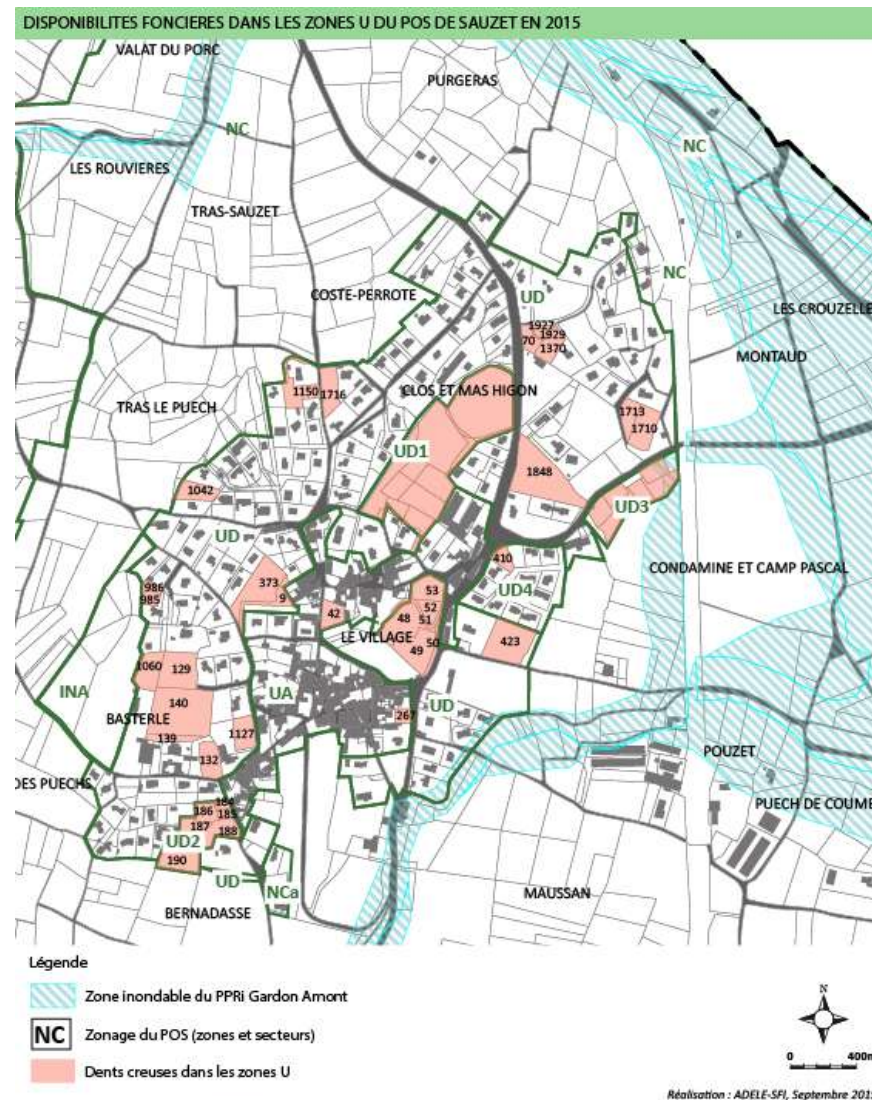 DISPONIBILITES FONCIERES DANS LES ZONES U DU POS DE SAUZET EN 2015
VALAT DU PORC
PURGERAS
NC
NC
LES ROUVIERES
TRAS-SAUZET
COSTE-PERROTE
UD
NC
LES CROUZELLE
1927
70
1929
1370
MONTAUD
1150
1716
CLOS ET MAS HIGON
TRAS LE PUECH
1713
1710
UD1
1848
1042
UD3
UD
410
CONDAMINE ET CAMP PASCAL
986
985
373
9
53
UD4
52
42
48
51
LE VILLAGE
50
49
423
1060
129
INA
140
UA
UD
267
BASTERLE
139
1127
132
POUZET
DES PUECHS
PUECH DE COUME
184
186
185
187
188
UD2
190
UD
NCa
MAUSSAN
BERNADASSE
Légende
Zone inondable du PPRi Gardon Amont
NC Zonage du POS (zones et secteurs)
Dents creuses dans les zones U
N
0 400m
Réalisation : ADELE-SFI, Septembre 2015